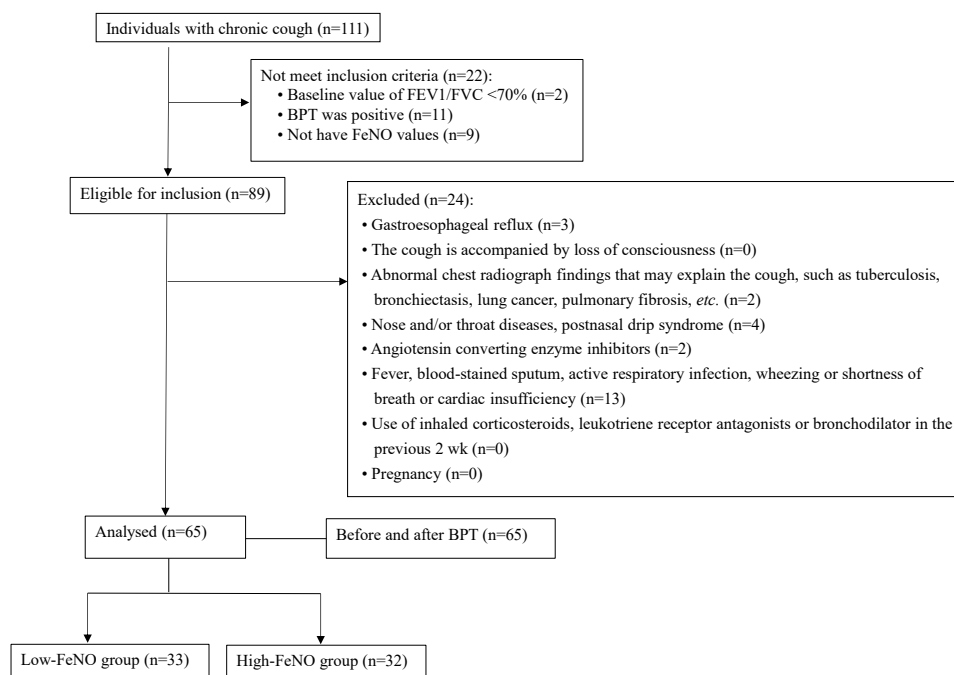 Individuals with chronic cough (n=111)
Not meet inclusion criteria (n=22):
• Baseline value of FEV1/FVC <70% (n=2)
• BPT was positive (n=11)
• Not have FeNO values (n=9)
Eligible for inclusion (n=89)
Excluded (n=24):
• Gastroesophageal reflux (n=3)
• The cough is accompanied by loss of consciousness (n=0)
• Abnormal chest radiograph findings that may explain the cough, such as tuberculosis,
bronchiectasis, lung cancer, pulmonary fibrosis, etc. (n=2)
• Nose and/or throat diseases, postnasal drip syndrome (n=4)
• Angiotensin converting enzyme inhibitors (n=2)
• Fever, blood-stained sputum, active respiratory infection, wheezing or shortness of
breath or cardiac insufficiency (n=13)
• Use of inhaled corticosteroids, leukotriene receptor antagonists or bronchodilator in the
previous 2 wk (n=0)
• Pregnancy (n=0)
Analysed (n=65)
Before and after BPT (n=65)
Low-FeNO group (n=33)
High-FeNO group (n=32)